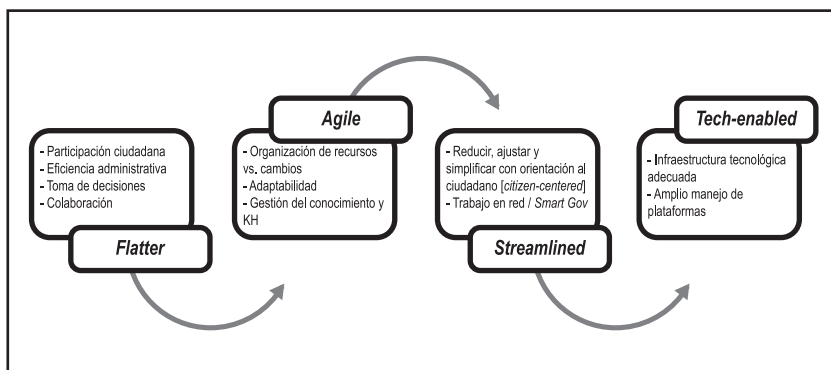 - Participación ciudadana
- Eficiencia administrativa
- Toma de decisiones
- Colaboración
Flatter
Agile
- Organización de recursos
vs. cambios
- Adaptabilidad
- Gestión del conocimiento y
KH
- Reducir, ajustar y
simplificar con orientación al
ciudadano [citizen-centered]
- Trabajo en red / Smart Gov
Streamlined
Tech-enabled
- Infraestructura tecnológica
adecuada
- Amplio manejo de
plataformas